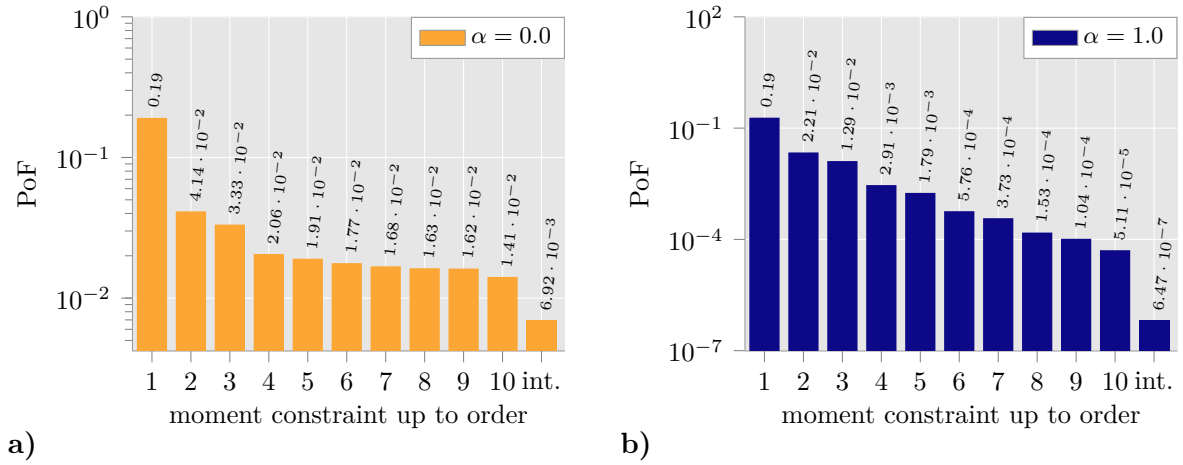 10⁰
10⁻¹
10⁻²
PoF
α = 0.0
0.19
4.14 · 10⁻²
3.33 · 10⁻²
2.06 · 10⁻²
1.91 · 10⁻²
1.77 · 10⁻²
1.68 · 10⁻²
1.63 · 10⁻²
1.62 · 10⁻²
1.41 · 10⁻²
6.92 · 10⁻³
1 2 3 4 5 6 7 8 9 10 int.
moment constraint up to order
a)
10²
10⁻¹
10⁻⁴
10⁻⁷
PoF
α = 1.0
0.19
2.21 · 10⁻²
1.29 · 10⁻²
2.91 · 10⁻³
1.79 · 10⁻³
5.76 · 10⁻⁴
3.73 · 10⁻⁴
1.53 · 10⁻⁴
1.04 · 10⁻⁴
5.11 · 10⁻⁵
6.47 · 10⁻⁷
1 2 3 4 5 6 7 8 9 10 int.
moment constraint up to order
b)